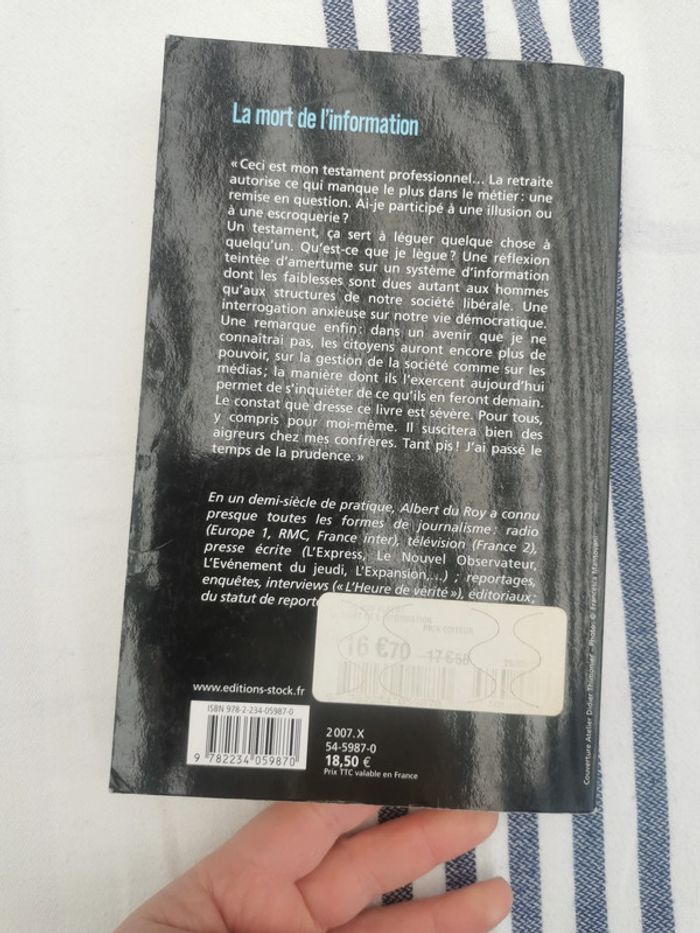 La mort de l'information
« Ceci est mon testament professionnel... La retraite
autorise ce qui manque le plus dans le métier : une
remise en question. Ai-je participé à une illusion ou
à une escroquerie ?
Un testament, ça sert à léguer quelque chose à
quelqu'un. Qu'est-ce que je lègue ? Une réflexion
teintée d'amertume sur un système d'information
dont les faiblesses sont dues autant aux hommes
qu'aux structures de notre société libérale. Une
interrogation anxieuse sur notre vie démocratique.
Une remarque enfin : dans un avenir que je ne
connaitrai pas, les citoyens auront encore plus de
pouvoir, sur la gestion de la société comme sur les
médias ; la manière dont ils l'exercent aujourd'hui
permet de s'inquiéter de ce qu'ils en feront demain.
Le constat que dresse ce livre est sévère. Pour tous,
y compris pour moi-même. Il suscitera bien des
aigreurs chez mes confrères. Tant pis ! J'ai passé le
temps de la prudence. »
En un demi-siècle de pratique, Albert du Roy a connu
presque toutes les formes de journalisme : radio
(Europe 1, RMC, France inter), télévision (France 2),
presse écrite (L'Express, Le Nouvel Observateur,
L'Evénement du jeudi, L'Expansion,...) ; reportages,
enquêtes, interviews (« L'Heure de vérité »), éditoriaux ;
du statut de
PRIX EDITEUR
16 €70
www.editions-stock.fr
ISBN 978-2-234-05987-0
9 782234 059870
2007.X
54-5987-0
18,50 €
Prix TTC valable en France
Couverture Atelier Didier Thimonier - Photo: © Francesca Mantovani